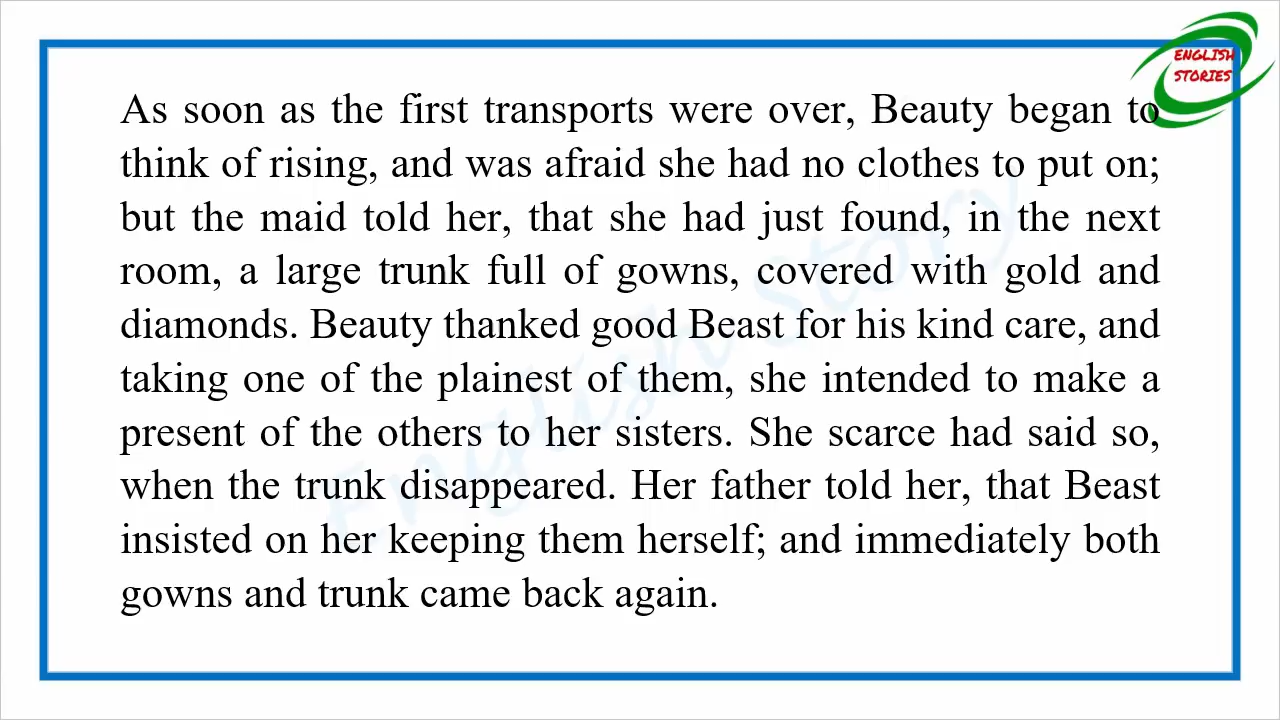 ENGLISH
STORIES
As soon as the first transports were over, Beauty began to
think of rising, and was afraid she had no clothes to put on;
but the maid told her, that she had just found, in the next
room, a large trunk full of gowns, covered with gold and
diamonds. Beauty thanked good Beast for his kind care, and
taking one of the plainest of them, she intended to make a
present of the others to her sisters. She scarce had said so,
when the trunk disappeared. Her father told her, that Beast
insisted on her keeping them herself; and immediately both
gowns and trunk came back again.
English Story